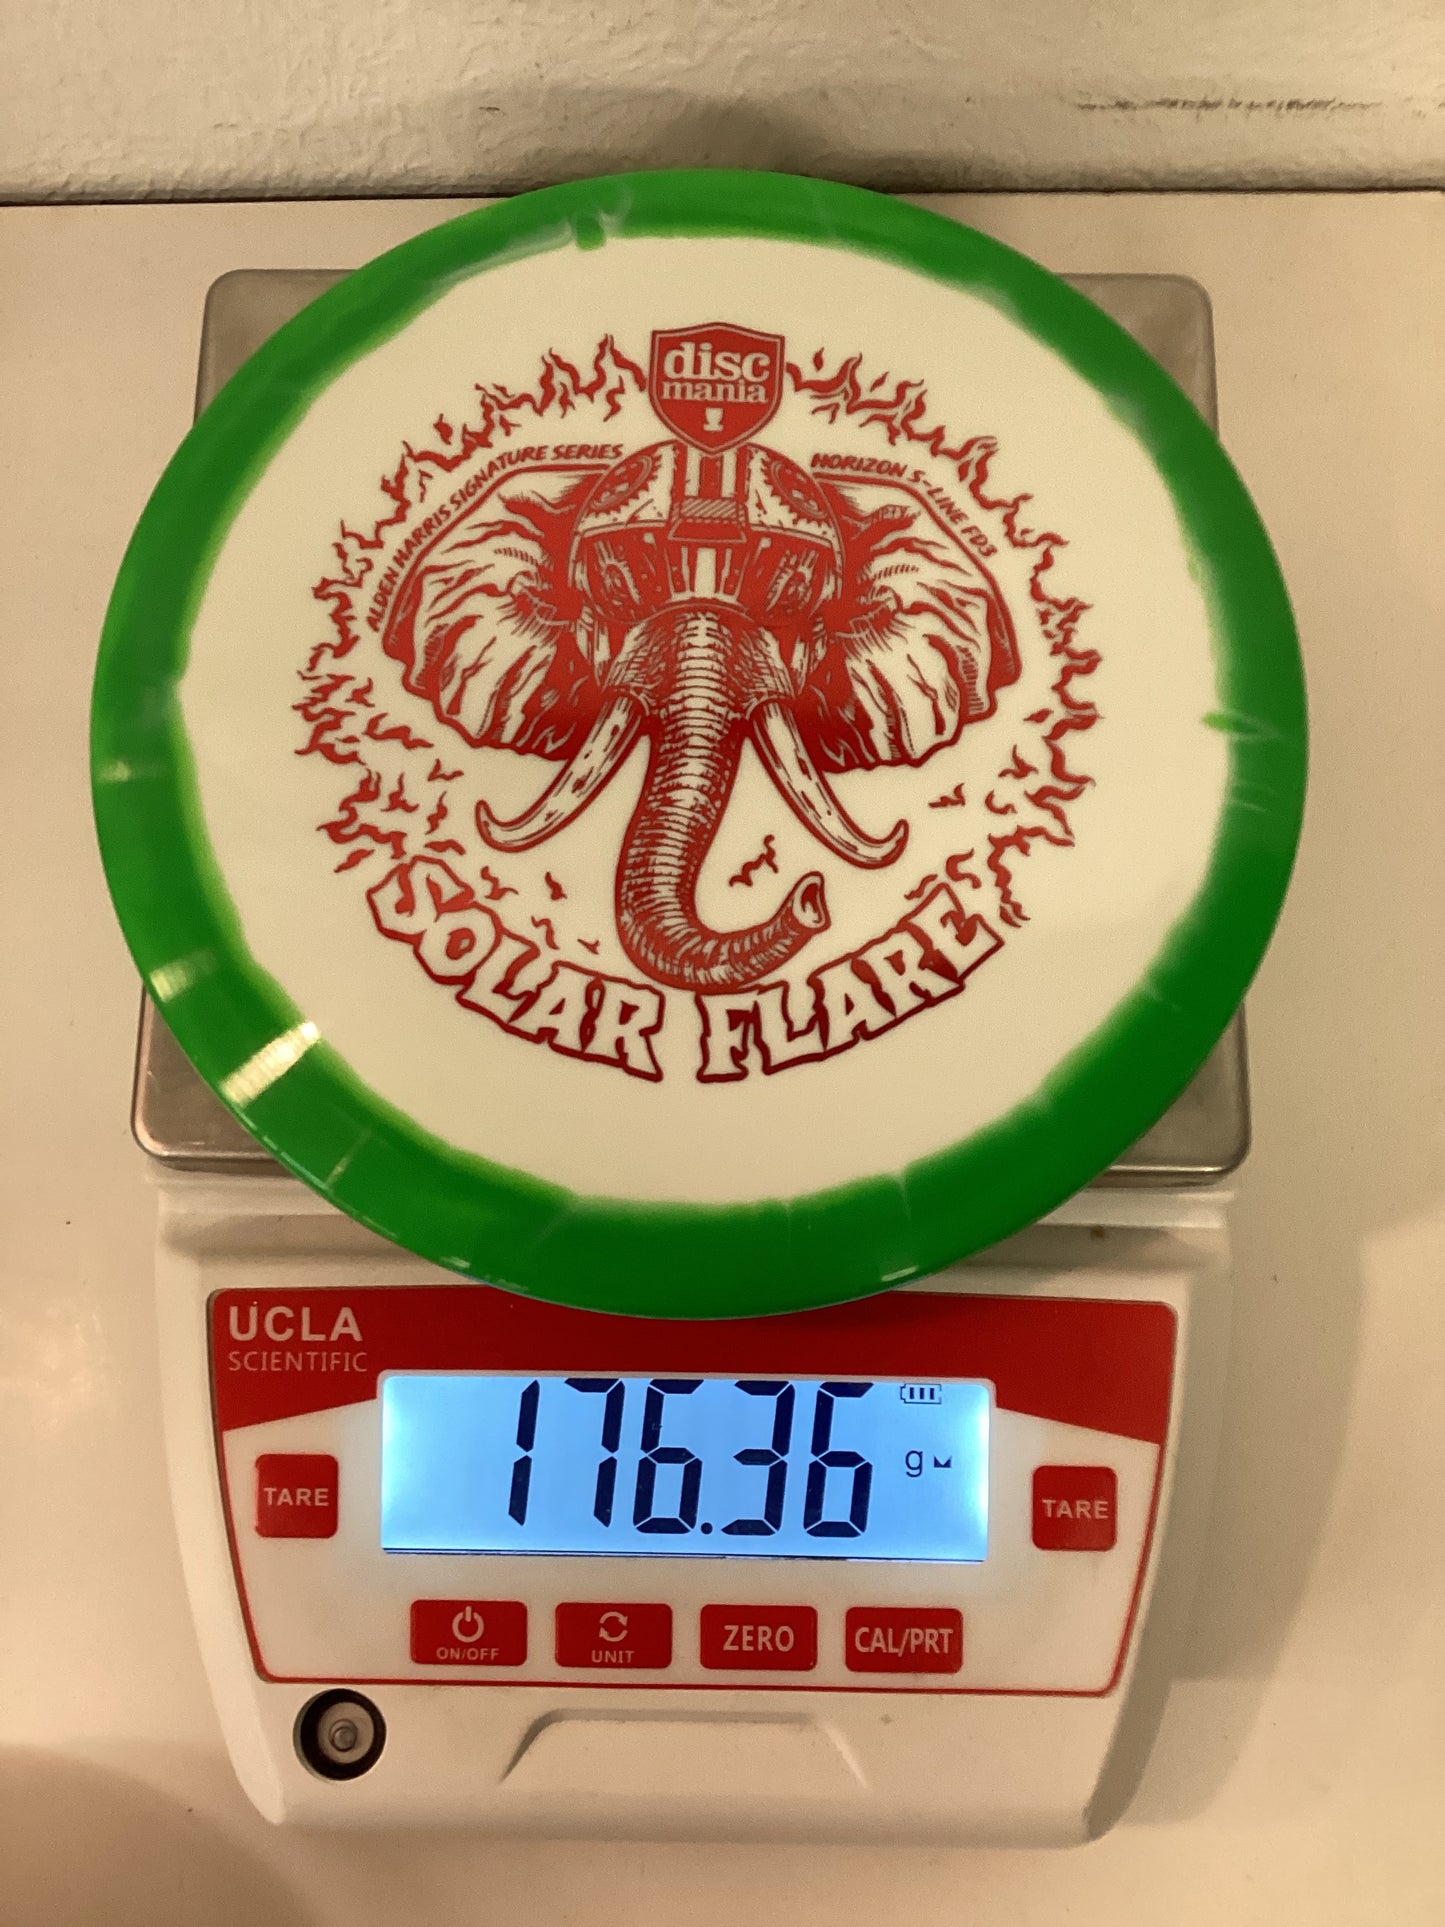 disc
mania
ALDEN HARRIS SIGNATURE SERIES
HORIZON S-LINE FD3
SOLAR FLARE
UCLA
SCIENTIFIC
176.36
g
TARE
TARE
ON/OFF
UNIT
ZERO
CAL/PRT